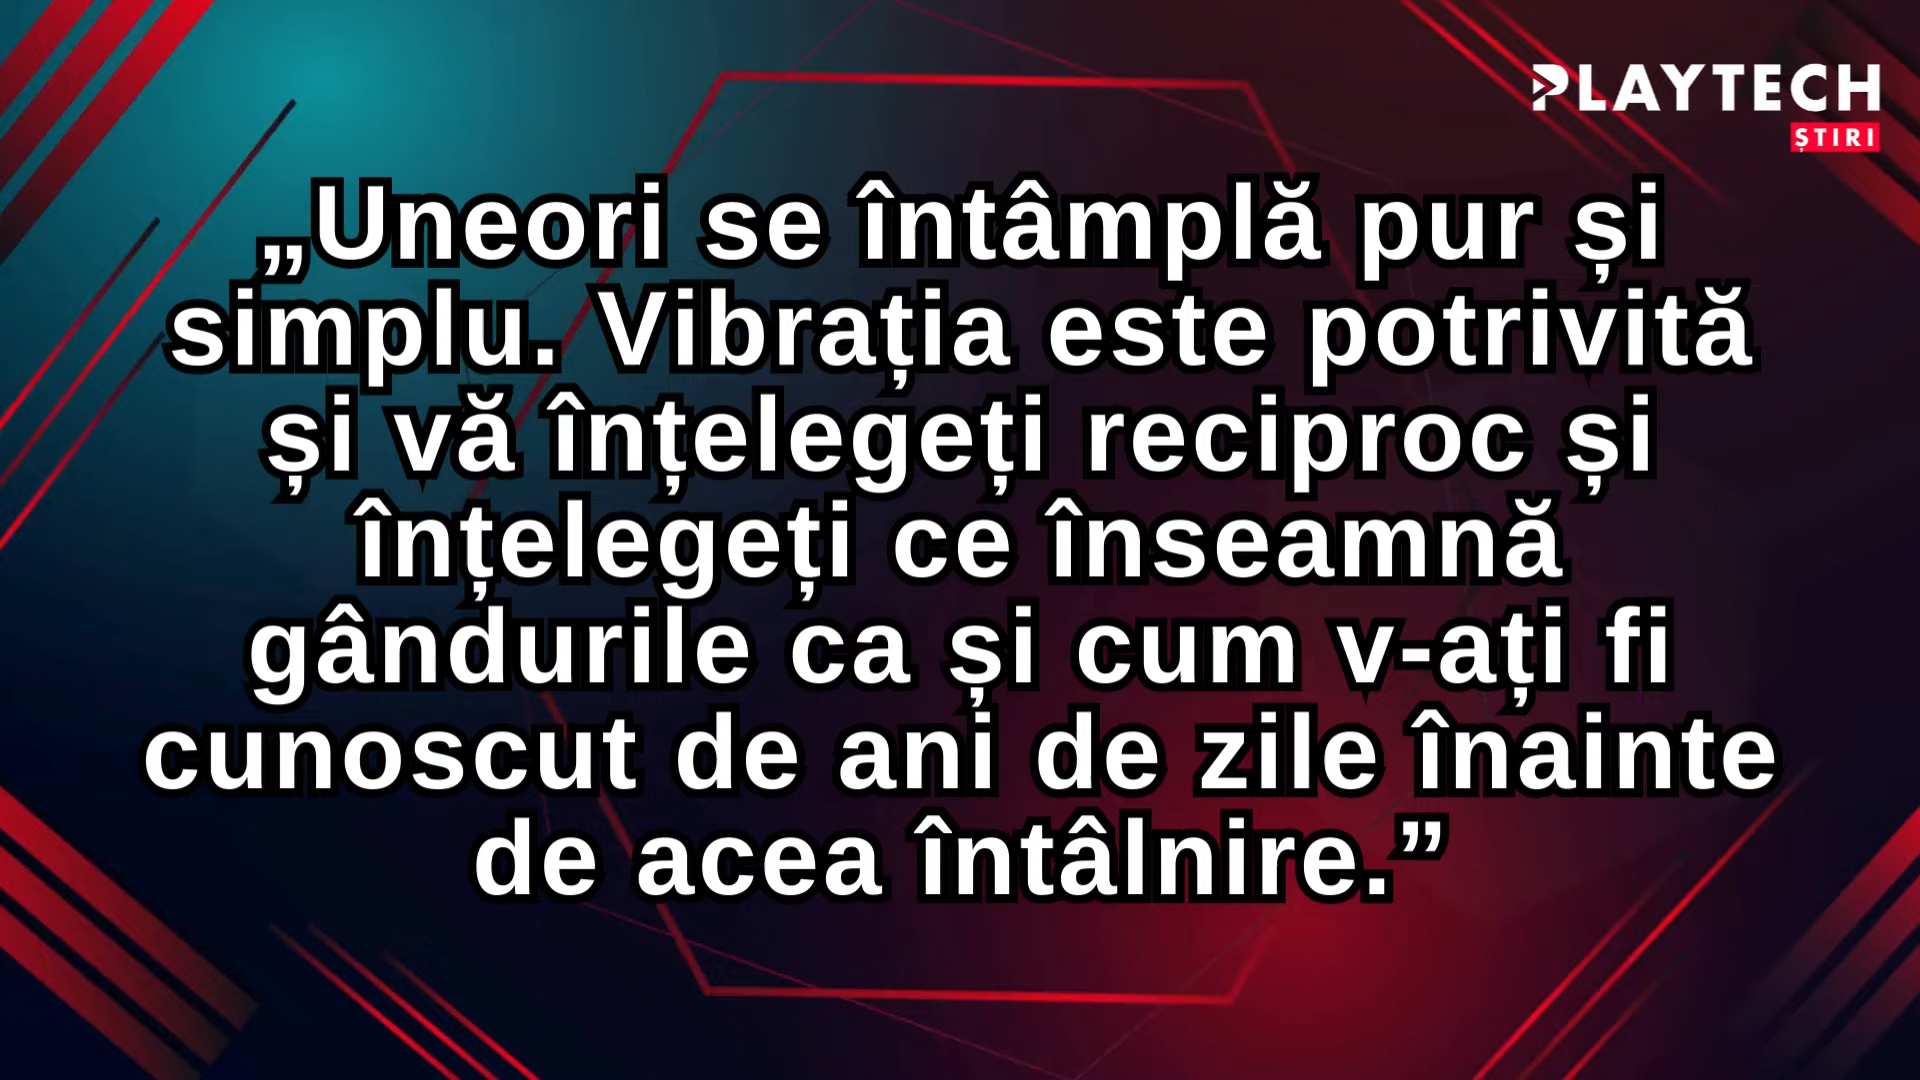 PLAYTECH
ȘTIRI
„Uneori se întâmplă pur și
simplu. Vibrația este potrivită
și vă înțelegeți reciproc și
înțelegeți ce înseamnă
gândurile ca și cum v-ați fi
cunoscut de ani de zile înainte
de acea întâlnire.”